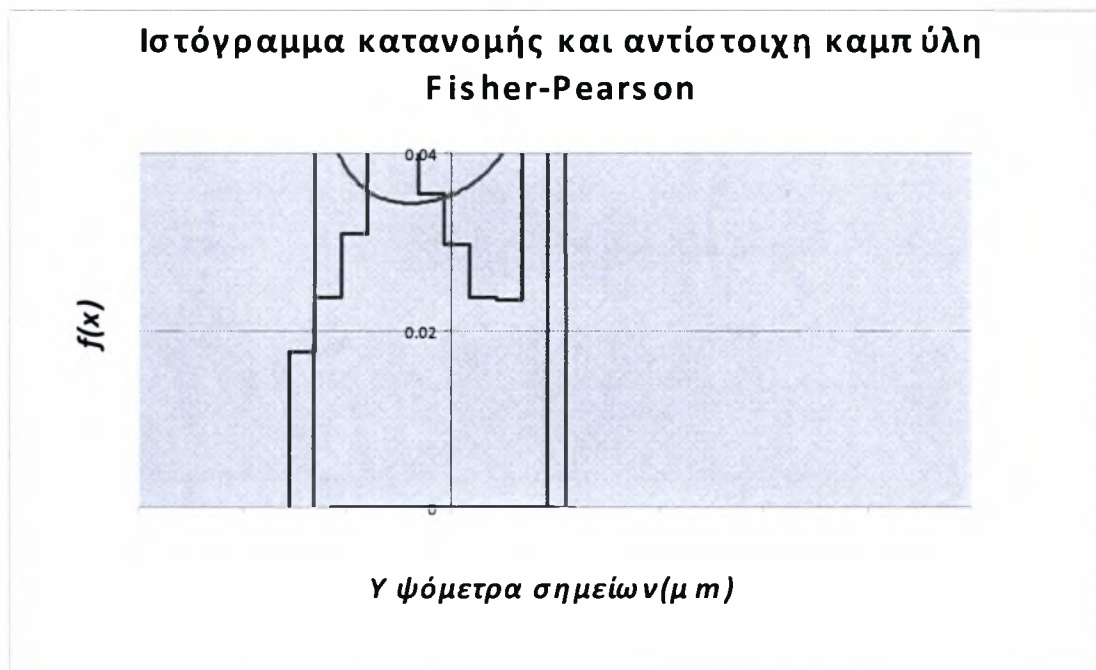 Ιστόγραμμα κατανομής και αντίστοιχη καμπύλη
Fisher-Pearson
0.04
f(x)
0.02
0
Υψόμετρα σημείων(μm)